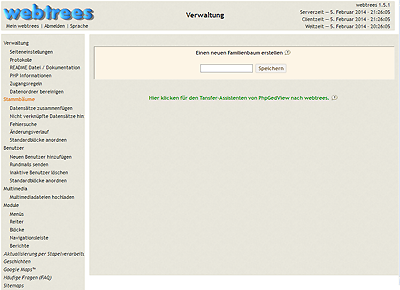 webtrees
Mein webtrees | Abmelden | Sprache
Verwaltung
webtrees 1.5.1
Serverzeit — 5. Februar 2014 - 21:26:05
Clientzeit — 5. Februar 2014 - 21:26:05
Weltzeit — 5. Februar 2014 - 20:26:05
Verwaltung
Seiteneinstellungen
Protokolle
README Datei / Dokumentation
PHP Informationen
Zugangsregeln
Datenordner bereinigen
Stammbäume
Datensätze zusammenfügen
Nicht verknüpfte Datensätze hin
Fehlersuche
Änderungsverlauf
Standardblöcke anordnen
Benutzer
Neuen Benutzer hinzufügen
Rundmails senden
Inaktive Benutzer löschen
Standardblöcke anordnen
Multimedia
Multimediadateien hochladen
Module
Menüs
Reiter
Blöcke
Navigationsleiste
Berichte
Aktualisierung per Stapelverarbeit
Geschichten
Google Maps™
Häufige Fragen (FAQ)
Sitemaps
Einen neuen Familienbaum erstellen
Speichern
Hier klicken für den Tansfer-Assistenten von PhpGedView nach webtrees.